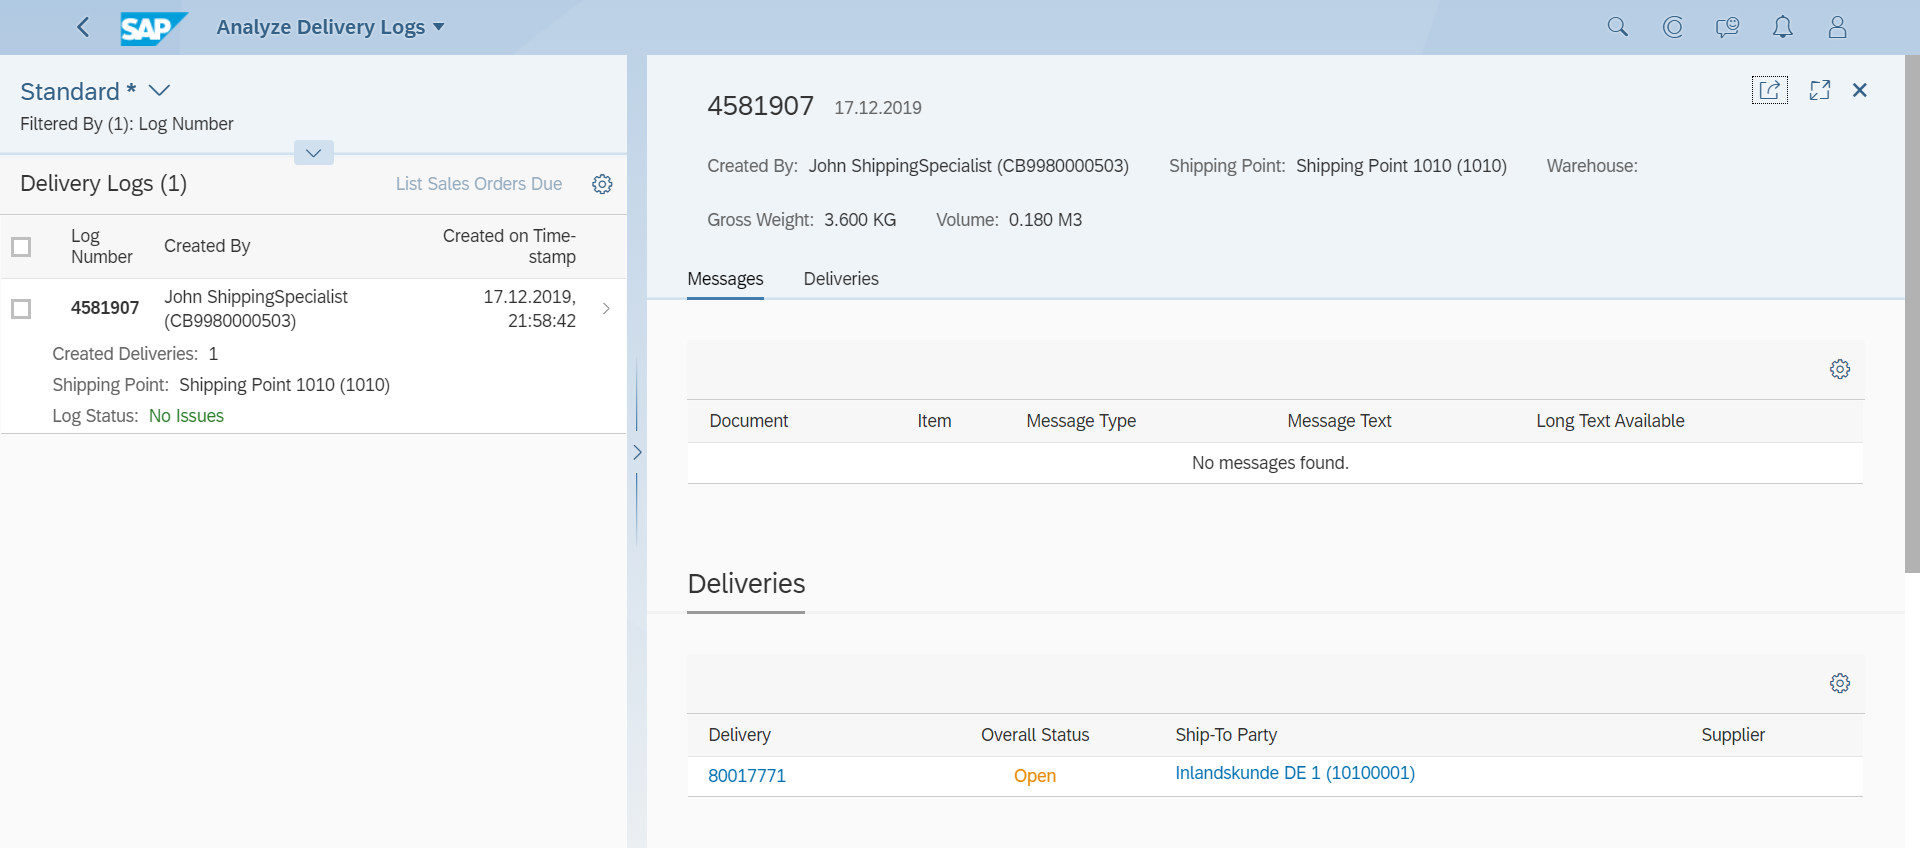 SAP Analyze Delivery Logs
Standard *
Filtered By (1): Log Number
Delivery Logs (1) List Sales Orders Due
Log
Number
Created By
Created on Time-
stamp
4581907
John ShippingSpecialist
(CB9980000503)
17.12.2019,
21:58:42
Created Deliveries: 1
Shipping Point: Shipping Point 1010 (1010)
Log Status: No Issues
4581907 17.12.2019
Created By: John ShippingSpecialist (CB9980000503) Shipping Point: Shipping Point 1010 (1010) Warehouse:
Gross Weight: 3.600 KG Volume: 0.180 M3
Messages Deliveries
Document Item Message Type Message Text Long Text Available
No messages found.
Deliveries
Delivery Overall Status Ship-To Party Supplier
80017771 Open Inlandskunde DE 1 (10100001)